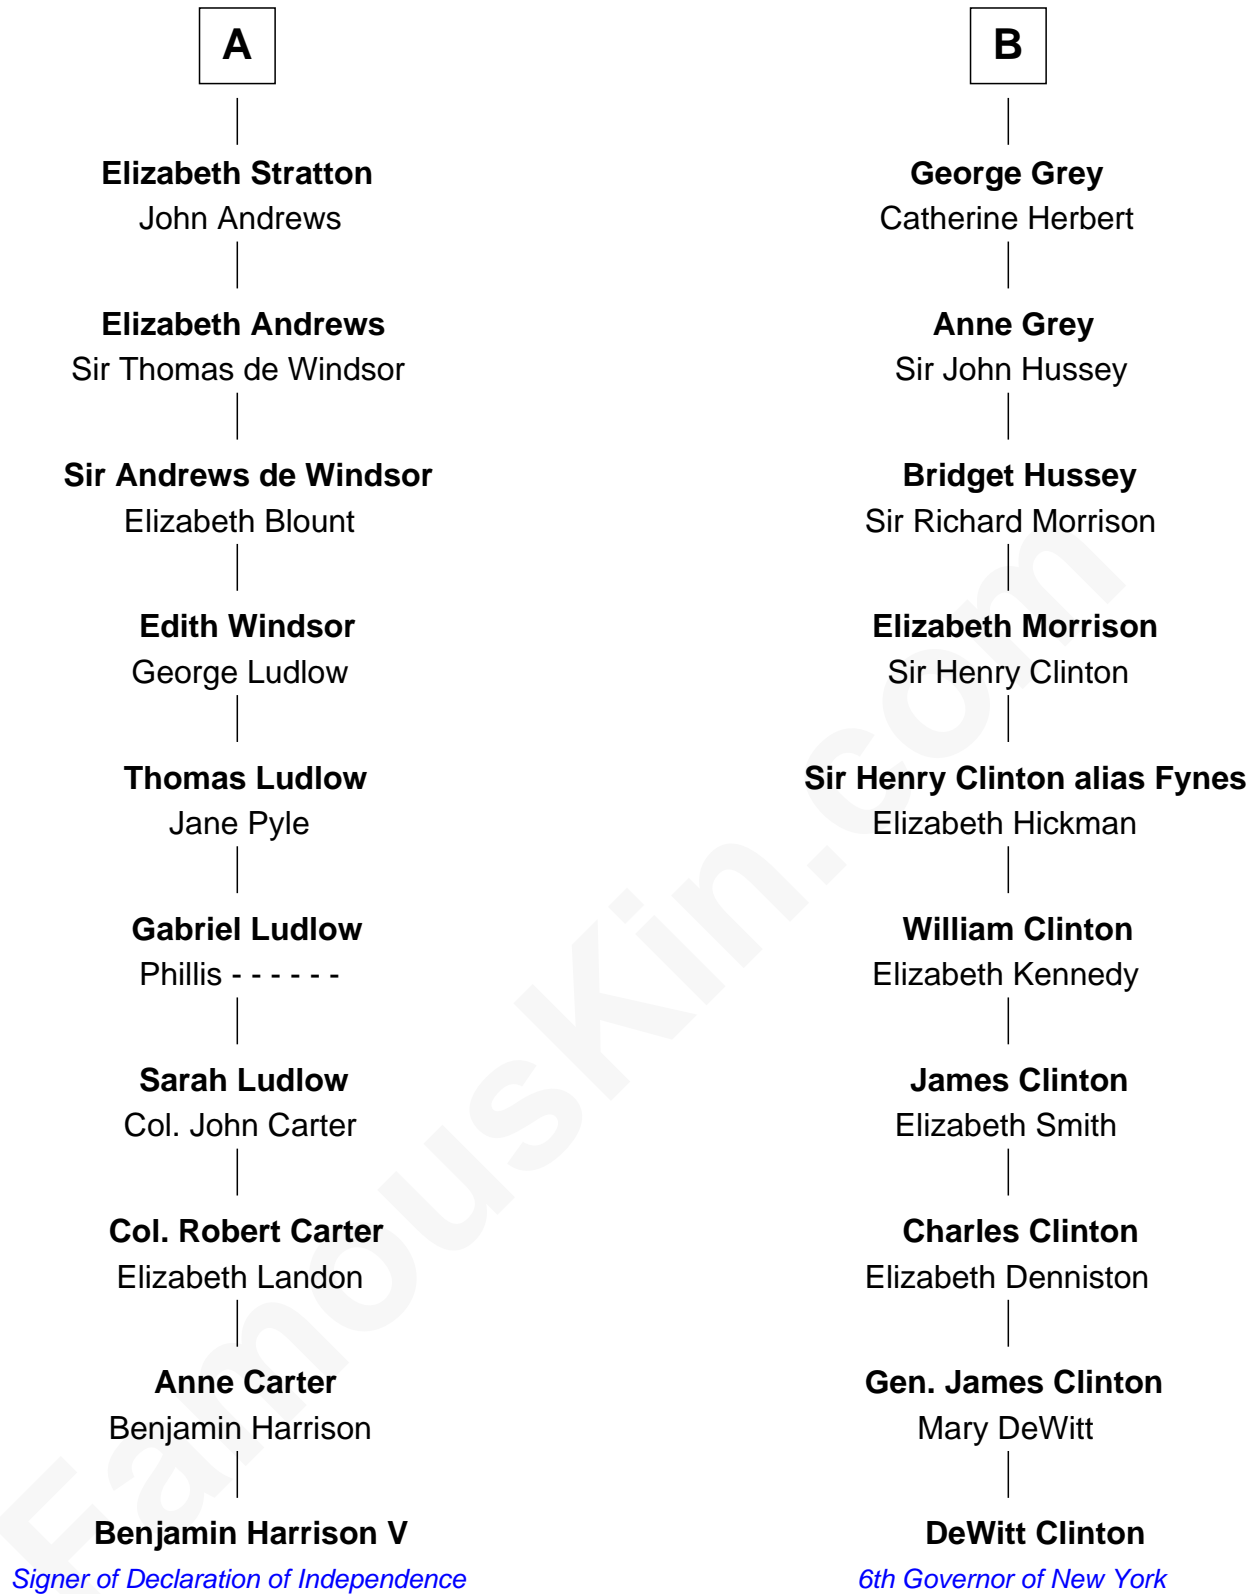 A
Elizabeth Stratton
John Andrews
Elizabeth Andrews
Sir Thomas de Windsor
Sir Andrews de Windsor
Elizabeth Blount
Edith Windsor
George Ludlow
Thomas Ludlow
Jane Pyle
Gabriel Ludlow
Phillis - - - - - -
Sarah Ludlow
Col. John Carter
Col. Robert Carter
Elizabeth Landon
Anne Carter
Benjamin Harrison
Benjamin Harrison V
Signer of Declaration of Independence
B
George Grey
Catherine Herbert
Anne Grey
Sir John Hussey
Bridget Hussey
Sir Richard Morrison
Elizabeth Morrison
Sir Henry Clinton
Sir Henry Clinton alias Fynes
Elizabeth Hickman
William Clinton
Elizabeth Kennedy
James Clinton
Elizabeth Smith
Charles Clinton
Elizabeth Denniston
Gen. James Clinton
Mary DeWitt
DeWitt Clinton
6th Governor of New York
FamousKin.com